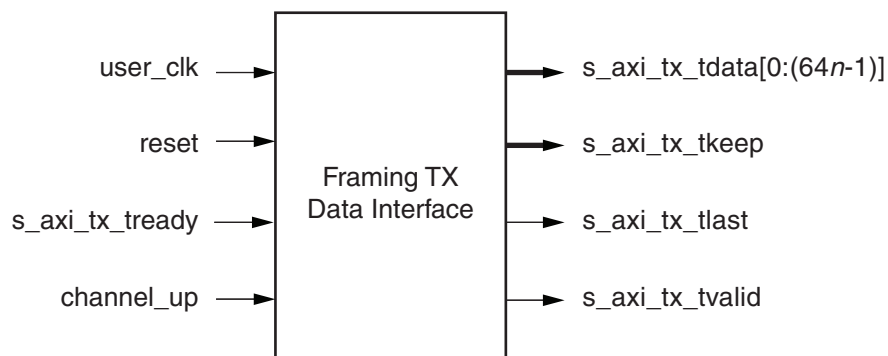 user_clk
s_axi_tx_tdata[0:(64n-1)]
reset
s_axi_tx_tkeep
Framing TX
Data Interface
s_axi_tx_tready
s_axi_tx_tlast
channel_up
s_axi_tx_tvalid